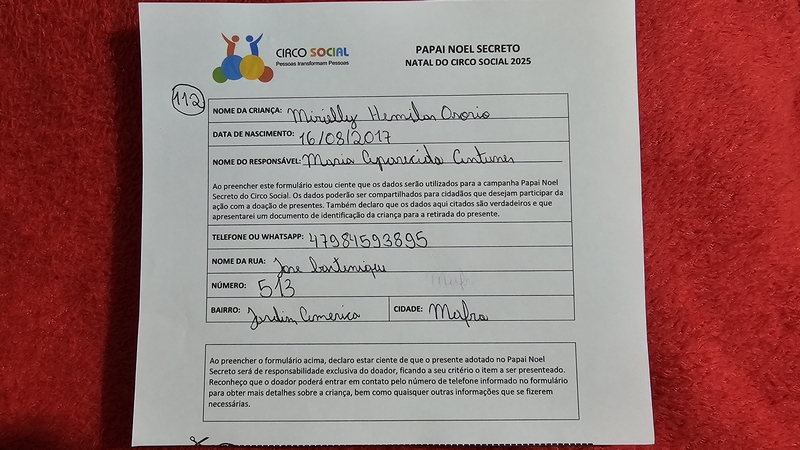 CIRCO SOCIAL
Pessoas transformam Pessoas
PAPAI NOEL SECRETO
NATAL DO CIRCO SOCIAL 2025
112
NOME DA CRIANÇA: Mirielly Hemilar Osorio
DATA DE NASCIMENTO: 16/08/2017
NOME DO RESPONSÁVEL: Maria Aparecida Antunes
Ao preencher este formulário estou ciente que os dados serão utilizados para a campanha Papai Noel
Secreto do Circo Social. Os dados poderão ser compartilhados para cidadãos que desejam participar da
ação com a doação de presentes. Também declaro que os dados aqui citados são verdadeiros e que
apresentarei um documento de identificação da criança para a retirada do presente.
TELEFONE OU WHATSAPP: 47984593895
NOME DA RUA: Jose
NÚMERO: 513
BAIRRO: Jardim America
CIDADE: Mafra
Ao preencher o formulário acima, declaro estar ciente de que o presente adotado no Papai Noel
Secreto será de responsabilidade exclusiva do doador, ficando a seu critério o item a ser presenteado.
Reconheço que o doador poderá entrar em contato pelo número de telefone informado no formulário
para obter mais detalhes sobre a criança, bem como quaisquer outras informações que se fizerem
necessárias.